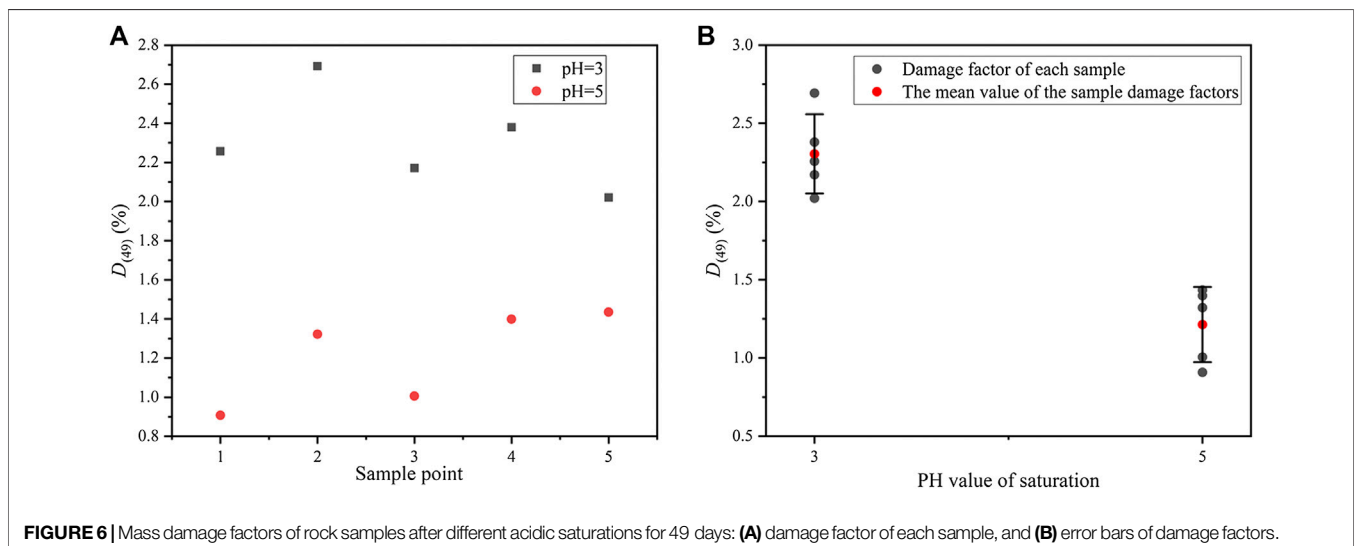 A
2.8
2.6
2.4
2.2
2.0
1.8
1.6
1.4
1.2
1.0
0.8
D(49) (%)
pH=3
pH=5
1 2 3 4 5
Sample point
B
3.0
2.5
2.0
1.5
1.0
0.5
D(49) (%)
Damage factor of each sample
The mean value of the sample damage factors
3 5
PH value of saturation
FIGURE 6 | Mass damage factors of rock samples after different acidic saturations for 49 days: (A) damage factor of each sample, and (B) error bars of damage factors.